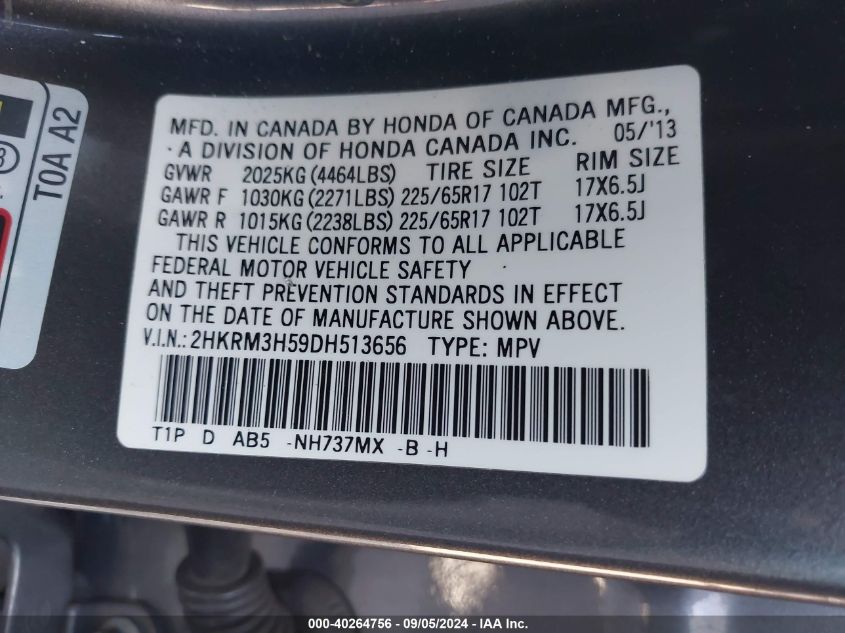 TOA A2
MFD. IN CANADA BY HONDA OF CANADA MFG.,
· A DIVISION OF HONDA CANADA INC. 05/'13
GVWR 2025KG (4464LBS) TIRE SIZE RIM SIZE
GAWR F 1030KG (2271LBS) 225/65R17 102T 17X6.5J
GAWR R 1015KG (2238LBS) 225/65R17 102T 17X6.5J
THIS VEHICLE CONFORMS TO ALL APPLICABLE
FEDERAL MOTOR VEHICLE SAFETY
AND THEFT PREVENTION STANDARDS IN EFFECT
ON THE DATE OF MANUFACTURE SHOWN ABOVE.
V.I.N.: 2HKRM3H59DH513656 TYPE: MPV
T1P D AB5 -NH737MX -B -H
000-40264756 - 09/05/2024 - IAA Inc.